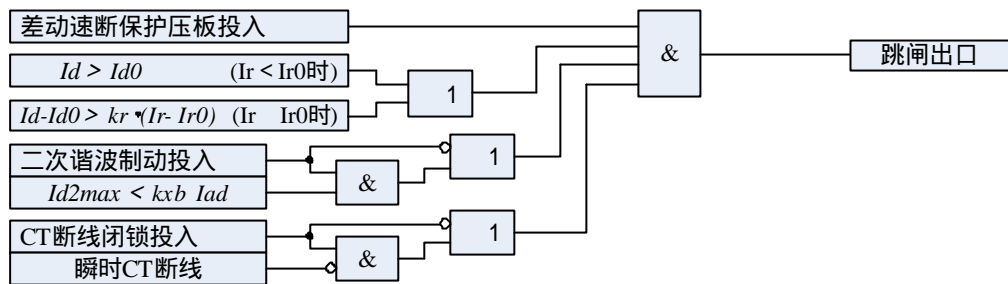 差动速断保护压板投入
&
跳闸出口
Id > Id0 (Ir < Ir0时)
1
Id-Id0 > kr •(Ir- Ir0) (Ir Ir0时)
二次谐波制动投入
1
&
Id2max < kxb Iad
CT断线闭锁投入
1
&
瞬时CT断线